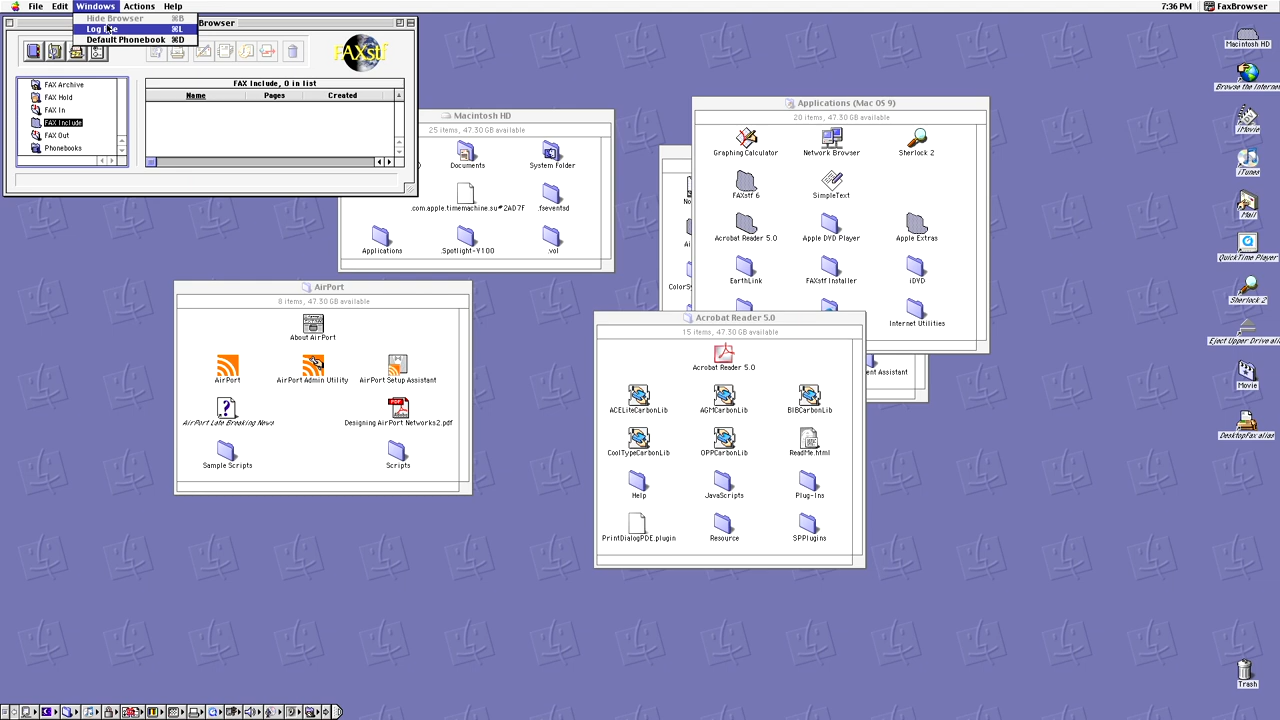 File Edit Windows Actions Help
7:36 PM FaxBrowser
Hide Browser ⌘B
Log ⌘L
Default Phonebook ⌘D
Browser
FAXstf
FAX Archive
FAX Hold
FAX In
FAX Include
FAX Out
Phonebooks
FAX Include, 0 in list
Name Pages Created
Macintosh HD
25 items, 47.30 GB available
Documents
System Folder
.com.apple.timemachine.su#2AD7F
.fseventsd
Applications
.Spotlight-V100
.vol
AirPort
8 items, 47.30 GB available
About AirPort
AirPort
AirPort Admin Utility
AirPort Setup Assistant
AirPort Late Breaking News
Designing AirPort Networks2.pdf
Sample Scripts
Scripts
Applications (Mac OS 9)
20 items, 47.30 GB available
Graphing Calculator
Network Browser
Sherlock 2
FAXstf 6
SimpleText
Acrobat Reader 5.0
Apple DVD Player
Apple Extras
EarthLink
FAXstf Installer
iDVD
Internet Utilities
No
Ai
ColorSy
ent Assistant
Acrobat Reader 5.0
15 items, 47.30 GB available
Acrobat Reader 5.0
ACELiteCarbonLib
AGMCarbonLib
BIBCarbonLib
CoolTypeCarbonLib
OPPCarbonLib
ReadMe.html
Help
JavaScripts
Plug-Ins
PrintDialogPDE.plugin
Resource
SPPlugins
Macintosh HD
Browse the Internet
iMovie
iTunes
Mail
QuickTime Player
Sherlock 2
Eject Upper Drive ali
Movie
DesktopFax alias
Trash